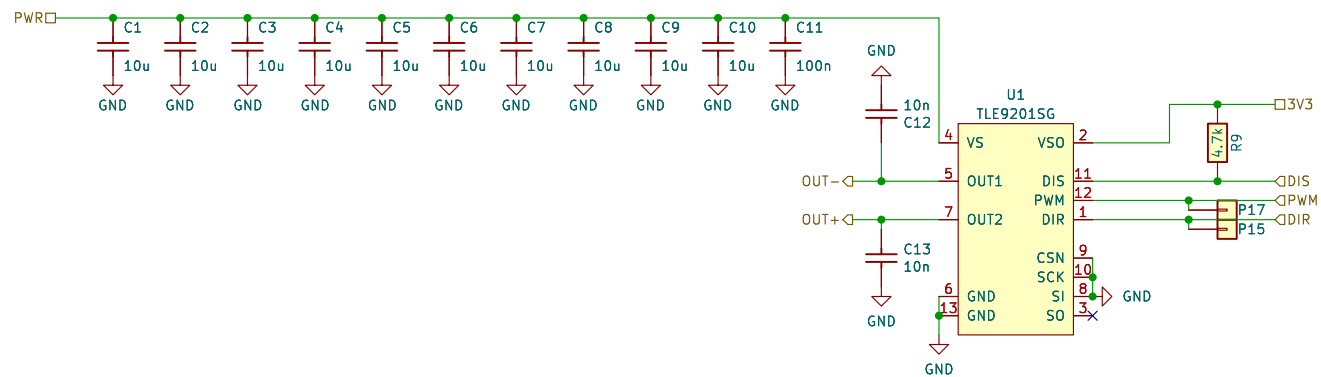 PWR
C1 C2 C3 C4 C5 C6 C7 C8 C9 C10 C11
10u 10u 10u 10u 10u 10u 10u 10u 10u 10u 100n
GND GND GND GND GND GND GND GND GND GND GND
GND
10n
C12
U1
TLE9201SG
4 VS VSO 2
OUT- 5 OUT1 DIS 11 DIS
PWM 12 PWM
OUT+ 7 OUT2 DIR 1 DIR
3V3
4.7k R9
P17
P15
C13
10n
GND
CSN 9
SCK 10
6 GND SI 8 GND
13 GND SO 3
GND